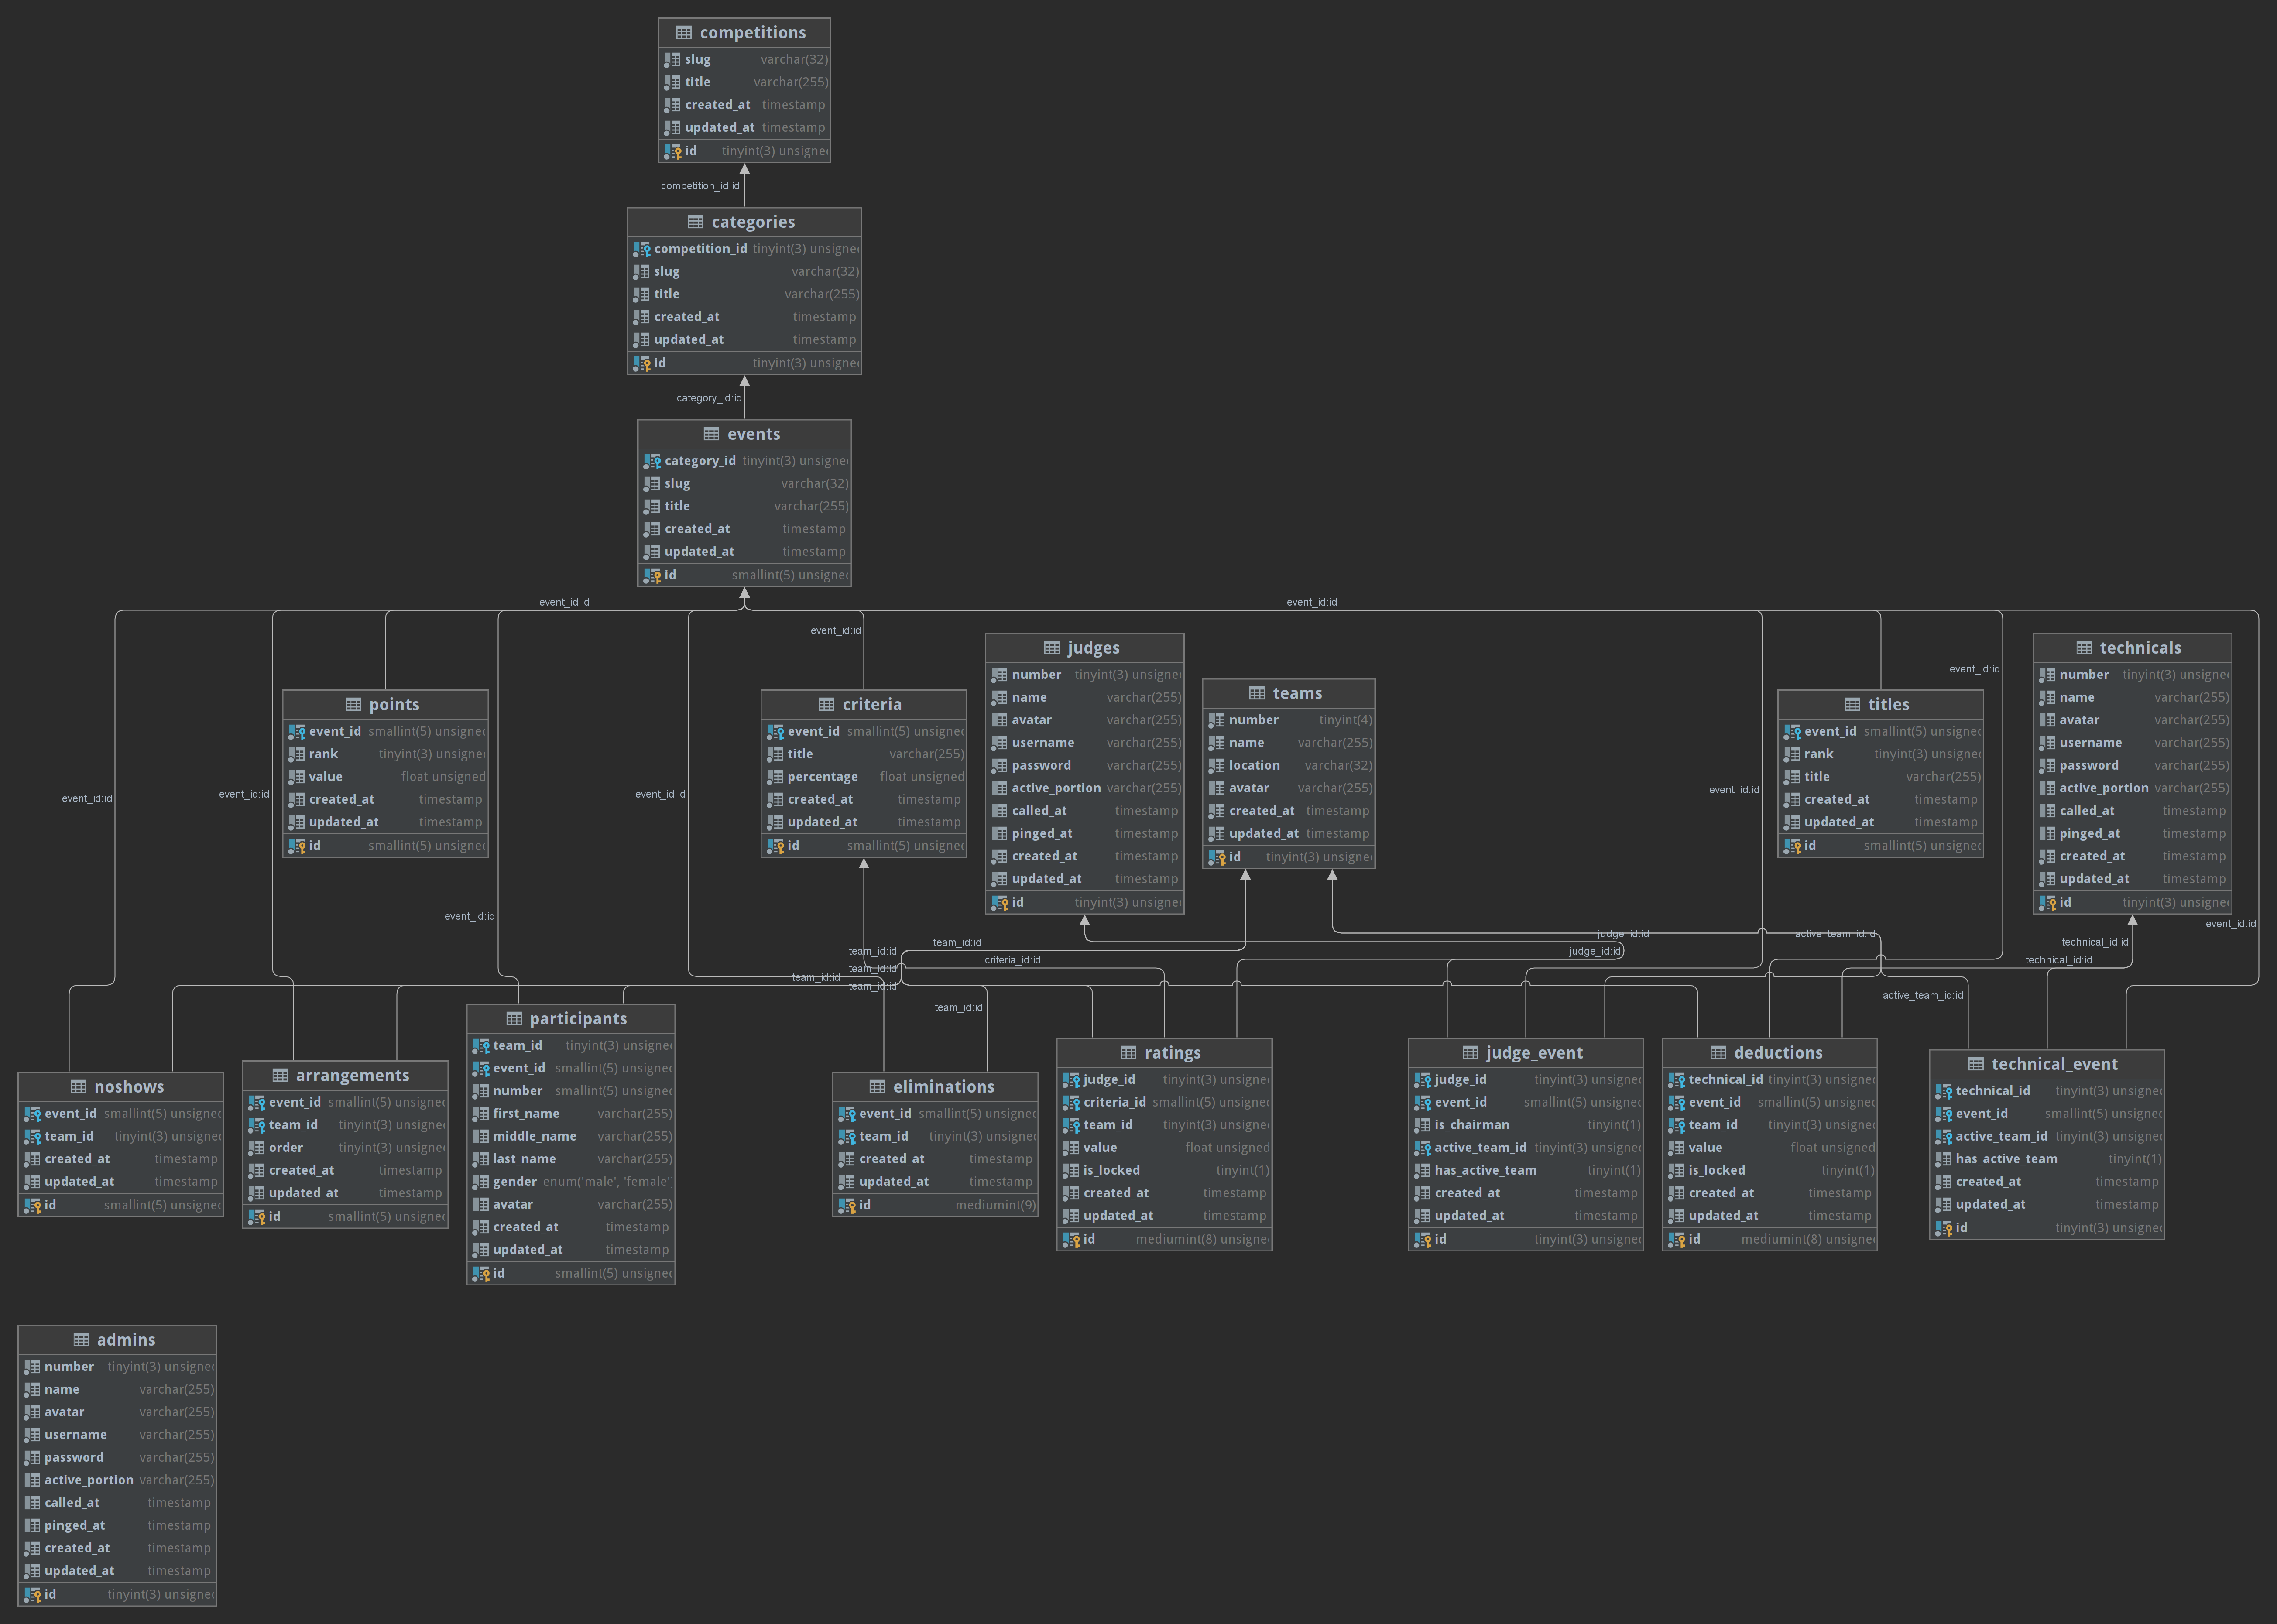 competitions
slug varchar(32)
title varchar(255)
created_at timestamp
updated_at timestamp
id tinyint(3) unsigned
competition_id:id
categories
competition_id tinyint(3) unsigned
slug varchar(32)
title varchar(255)
created_at timestamp
updated_at timestamp
id tinyint(3) unsigned
category_id:id
events
category_id tinyint(3) unsigned
slug varchar(32)
title varchar(255)
created_at timestamp
updated_at timestamp
id smallint(5) unsigned
event_id:id
event_id:id
event_id:id
event_id:id
event_id:id
event_id:id
event_id:id
event_id:id
event_id:id
event_id:id
points
event_id smallint(5) unsigned
rank tinyint(3) unsigned
value float unsigned
created_at timestamp
updated_at timestamp
id smallint(5) unsigned
criteria
event_id smallint(5) unsigned
title varchar(255)
percentage float unsigned
created_at timestamp
updated_at timestamp
id smallint(5) unsigned
judges
number tinyint(3) unsigned
name varchar(255)
avatar varchar(255)
username varchar(255)
password varchar(255)
active_portion varchar(255)
called_at timestamp
pinged_at timestamp
created_at timestamp
updated_at timestamp
id tinyint(3) unsigned
teams
number tinyint(4)
name varchar(255)
location varchar(32)
avatar varchar(255)
created_at timestamp
updated_at timestamp
id tinyint(3) unsigned
titles
event_id smallint(5) unsigned
rank tinyint(3) unsigned
title varchar(255)
created_at timestamp
updated_at timestamp
id smallint(5) unsigned
technicals
number tinyint(3) unsigned
name varchar(255)
avatar varchar(255)
username varchar(255)
password varchar(255)
active_portion varchar(255)
called_at timestamp
pinged_at timestamp
created_at timestamp
updated_at timestamp
id tinyint(3) unsigned
team_id:id
team_id:id
team_id:id
team_id:id
team_id:id
team_id:id
criteria_id:id
judge_id:id
judge_id:id
active_team_id:id
active_team_id:id
technical_id:id
technical_id:id
noshows
event_id smallint(5) unsigned
team_id tinyint(3) unsigned
created_at timestamp
updated_at timestamp
id smallint(5) unsigned
arrangements
event_id smallint(5) unsigned
team_id tinyint(3) unsigned
order tinyint(3) unsigned
created_at timestamp
updated_at timestamp
id smallint(5) unsigned
participants
team_id tinyint(3) unsigned
event_id smallint(5) unsigned
number smallint(5) unsigned
first_name varchar(255)
middle_name varchar(255)
last_name varchar(255)
gender enum('male', 'female')
avatar varchar(255)
created_at timestamp
updated_at timestamp
id smallint(5) unsigned
eliminations
event_id smallint(5) unsigned
team_id tinyint(3) unsigned
created_at timestamp
updated_at timestamp
id mediumint(9)
ratings
judge_id tinyint(3) unsigned
criteria_id smallint(5) unsigned
team_id tinyint(3) unsigned
value float unsigned
is_locked tinyint(1)
created_at timestamp
updated_at timestamp
id mediumint(8) unsigned
judge_event
judge_id tinyint(3) unsigned
event_id smallint(5) unsigned
is_chairman tinyint(1)
active_team_id tinyint(3) unsigned
has_active_team tinyint(1)
created_at timestamp
updated_at timestamp
id tinyint(3) unsigned
deductions
technical_id tinyint(3) unsigned
event_id smallint(5) unsigned
team_id tinyint(3) unsigned
value float unsigned
is_locked tinyint(1)
created_at timestamp
updated_at timestamp
id mediumint(8) unsigned
technical_event
technical_id tinyint(3) unsigned
event_id smallint(5) unsigned
active_team_id tinyint(3) unsigned
has_active_team tinyint(1)
created_at timestamp
updated_at timestamp
id tinyint(3) unsigned
admins
number tinyint(3) unsigned
name varchar(255)
avatar varchar(255)
username varchar(255)
password varchar(255)
active_portion varchar(255)
called_at timestamp
pinged_at timestamp
created_at timestamp
updated_at timestamp
id tinyint(3) unsigned